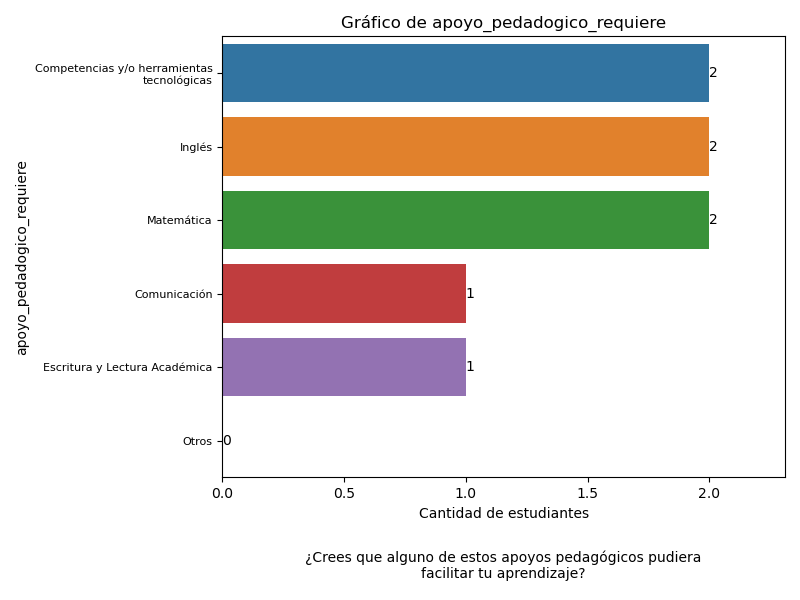 Gráfico de apoyo_pedadogico_requiere
apoyo_pedadogico_requiere
Competencias y/o herramientas
tecnológicas
2
Inglés
2
Matemática
2
Comunicación
1
Escritura y Lectura Académica
1
Otros
0
0.0 0.5 1.0 1.5 2.0
Cantidad de estudiantes
¿Crees que alguno de estos apoyos pedagógicos pudiera
facilitar tu aprendizaje?